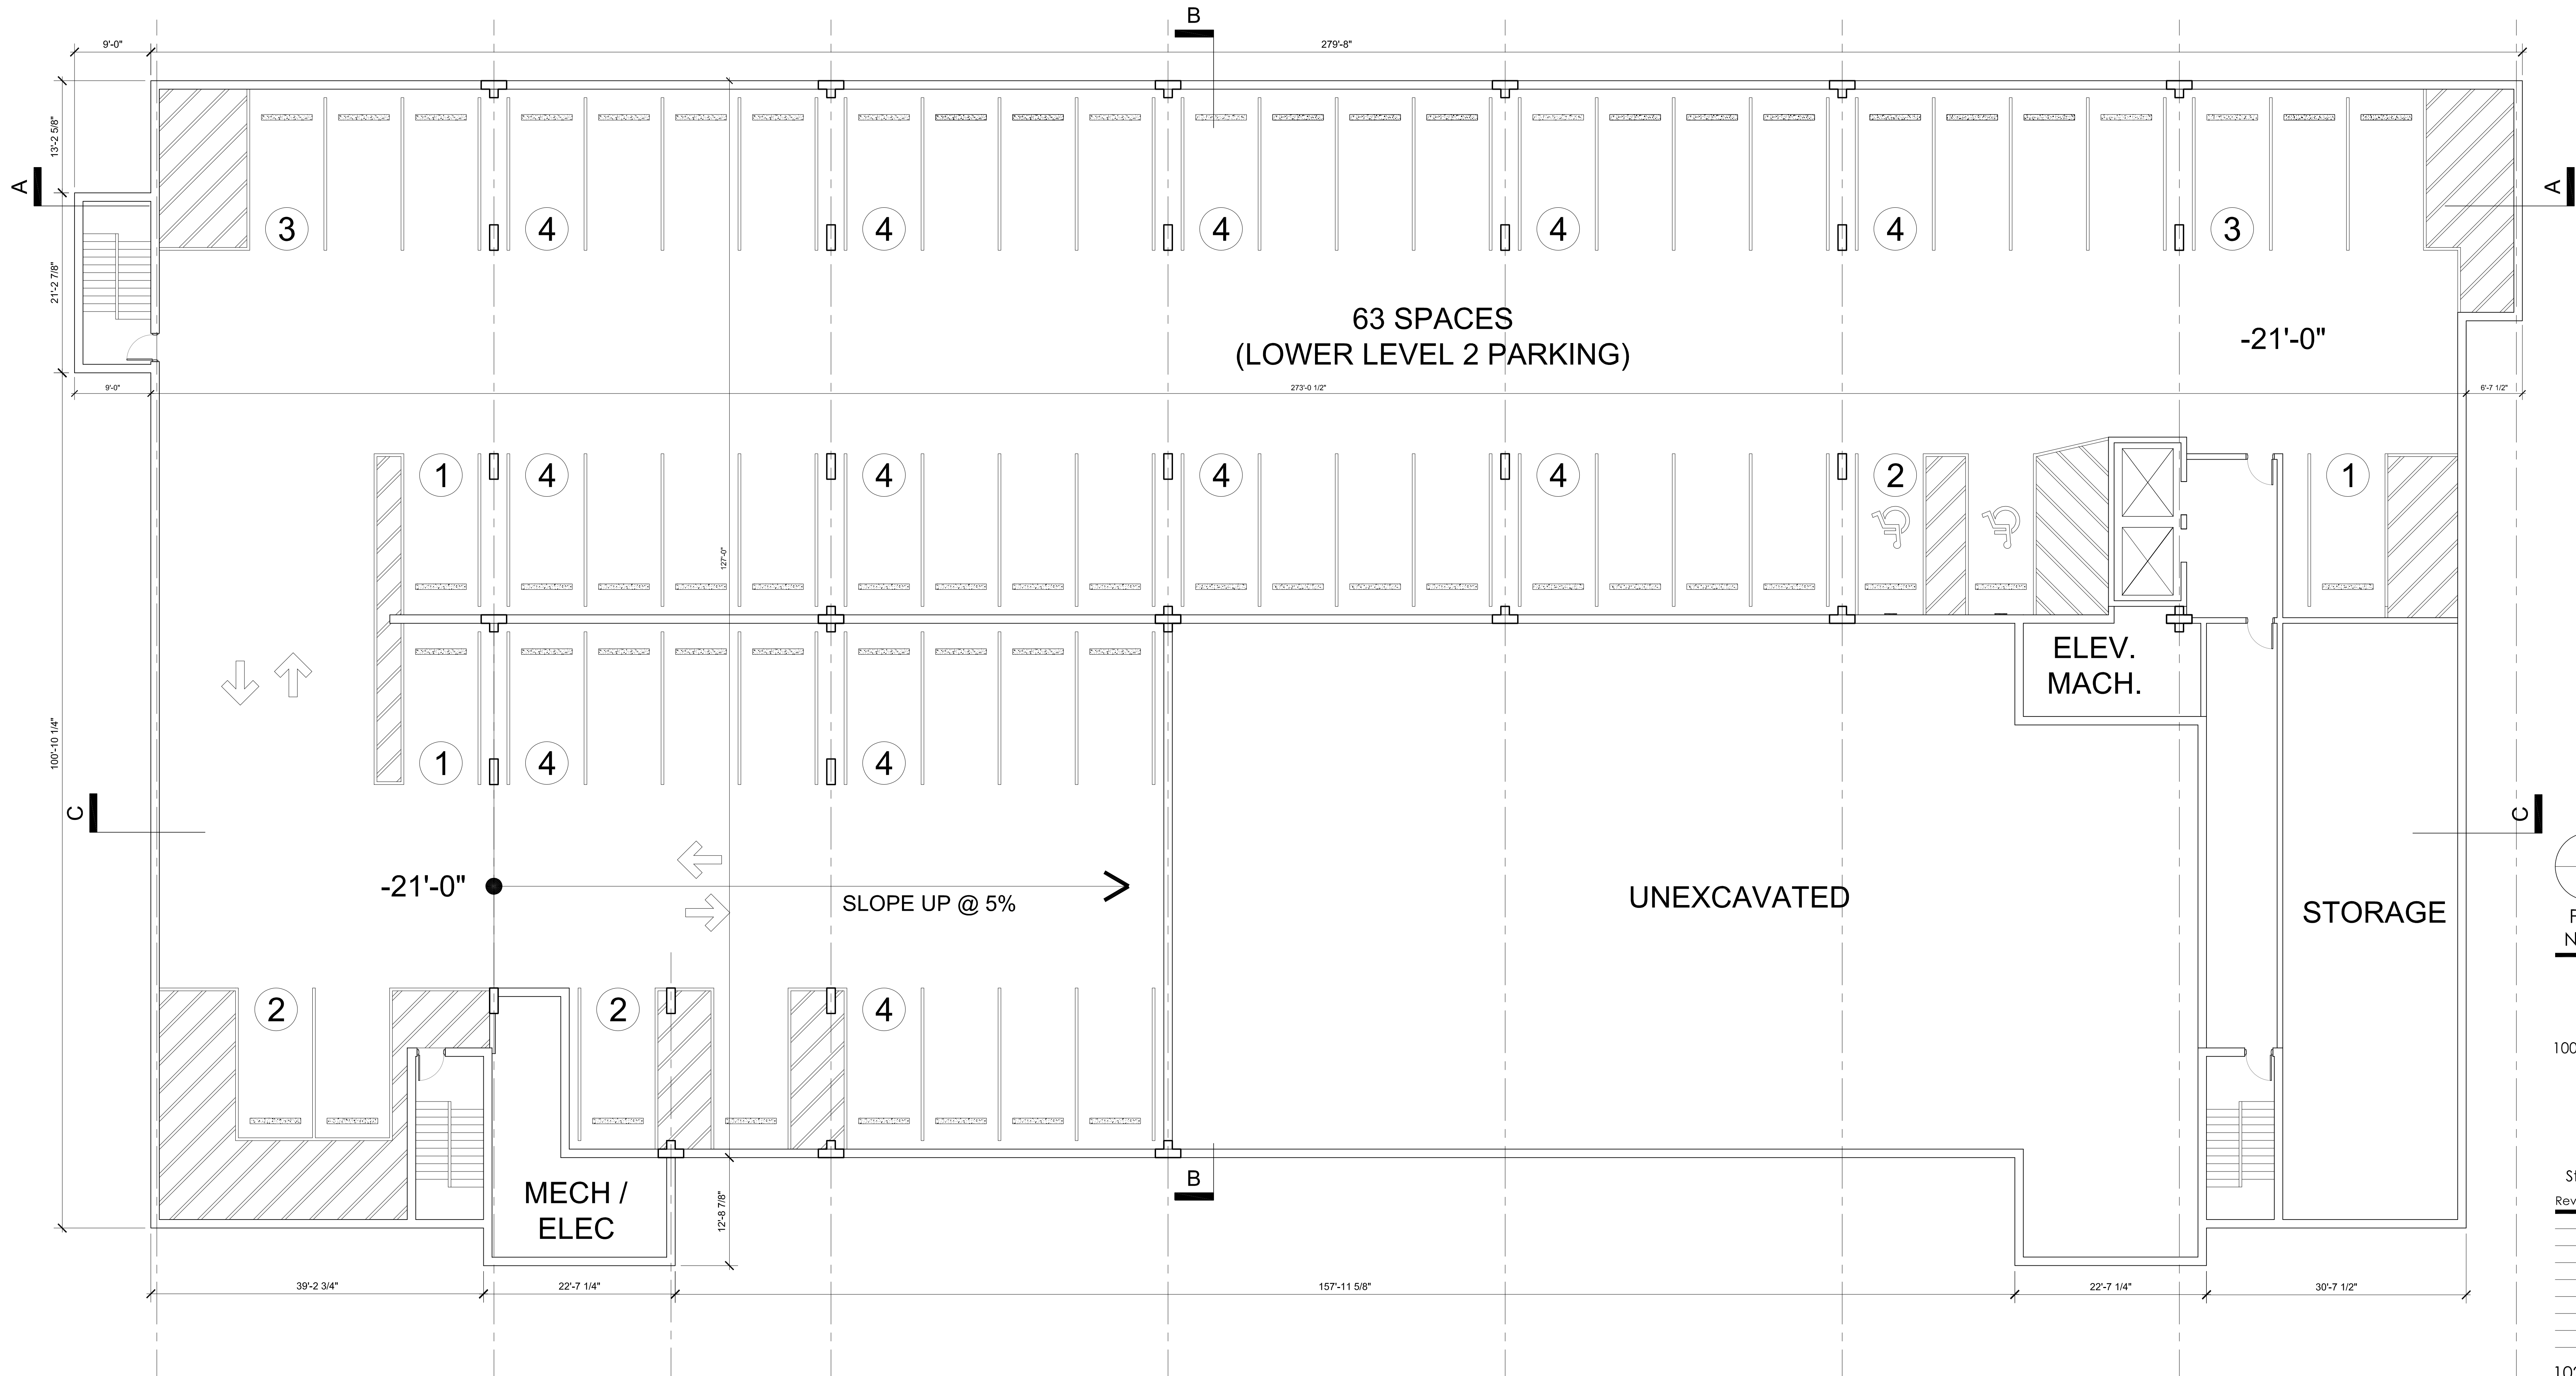 B
9'-0"
279'-8"
13'-2 5/8"
A
A
3
4
4
4
4
4
3
21'-2 7/8"
63 SPACES
(LOWER LEVEL 2 PARKING)
-21'-0"
9'-0"
273'-0 1/2"
6'-7 1/2"
1
4
4
4
4
2
1
127'-0"
ELEV.
MACH.
100'-10 1/4"
1
4
4
C
C
-21'-0"
SLOPE UP @ 5%
UNEXCAVATED
STORAGE
2
2
4
100
MECH /
ELEC
12'-8 7/8"
B
St
Rev
39'-2 3/4"
22'-7 1/4"
157'-11 5/8"
22'-7 1/4"
30'-7 1/2"